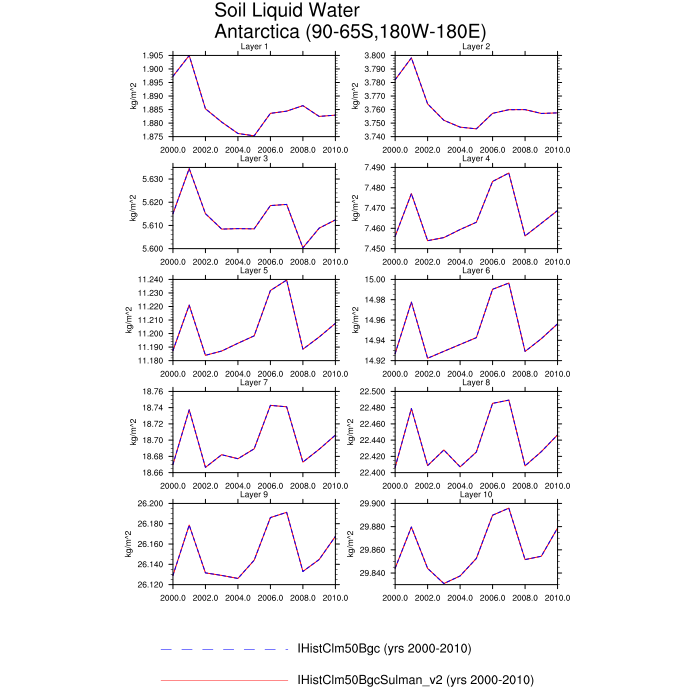 Soil Liquid Water
Antarctica (90-65S,180W-180E)
Layer 1
kg/m^2
1.905
1.900
1.895
1.890
1.885
1.880
1.875
2000.0 2002.0 2004.0 2006.0 2008.0 2010.0
Layer 2
kg/m^2
3.800
3.790
3.780
3.770
3.760
3.750
3.740
2000.0 2002.0 2004.0 2006.0 2008.0 2010.0
Layer 3
kg/m^2
5.630
5.620
5.610
5.600
2000.0 2002.0 2004.0 2006.0 2008.0 2010.0
Layer 4
kg/m^2
7.490
7.480
7.470
7.460
7.450
2000.0 2002.0 2004.0 2006.0 2008.0 2010.0
Layer 5
kg/m^2
11.240
11.230
11.220
11.210
11.200
11.190
11.180
2000.0 2002.0 2004.0 2006.0 2008.0 2010.0
Layer 6
kg/m^2
15.00
14.98
14.96
14.94
14.92
2000.0 2002.0 2004.0 2006.0 2008.0 2010.0
Layer 7
kg/m^2
18.76
18.74
18.72
18.70
18.68
18.66
2000.0 2002.0 2004.0 2006.0 2008.0 2010.0
Layer 8
kg/m^2
22.500
22.480
22.460
22.440
22.420
22.400
2000.0 2002.0 2004.0 2006.0 2008.0 2010.0
Layer 9
kg/m^2
26.200
26.180
26.160
26.140
26.120
2000.0 2002.0 2004.0 2006.0 2008.0 2010.0
Layer 10
kg/m^2
29.900
29.880
29.860
29.840
2000.0 2002.0 2004.0 2006.0 2008.0 2010.0
IHistClm50Bgc (yrs 2000-2010)
IHistClm50BgcSulman_v2 (yrs 2000-2010)